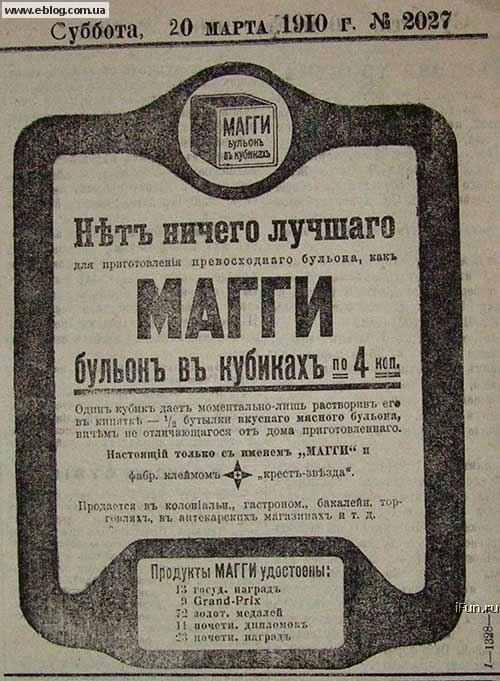 www.eblog.com.ua
Суббота, 20 МАРТА 1910 г. № 2027
МАГГИ
БУЛЬОНЪ
ВЪ КУБИКАХЪ
Нѣтъ ничего лучшаго
для приготовленія превосходнаго бульона, какъ
МАГГИ
бульонъ въ кубикахъ по 4 коп.
Одинъ кубикъ даетъ моментально-лишь растворив его
въ кипяткѣ — ½ бутылки вкуснаго мясного бульона,
ничѣмъ не отличающагося отъ дома приготовленнаго.
Настоящій только съ именемъ „МАГГИ“ и
фабр. клеймомъ „крестъ-звѣзда“.
Продается въ колоніальн., гастроном., бакалейн. тор-
говляхъ, въ аптекарскихъ магазинахъ и т. д.
Продукты МАГГИ удостоены:
13 госуд. наградъ
9 Grand-Prix
72 золот. медалей
11 почетн. дипломовъ
23 почетн. наградъ
iFun.ru
1—1328—